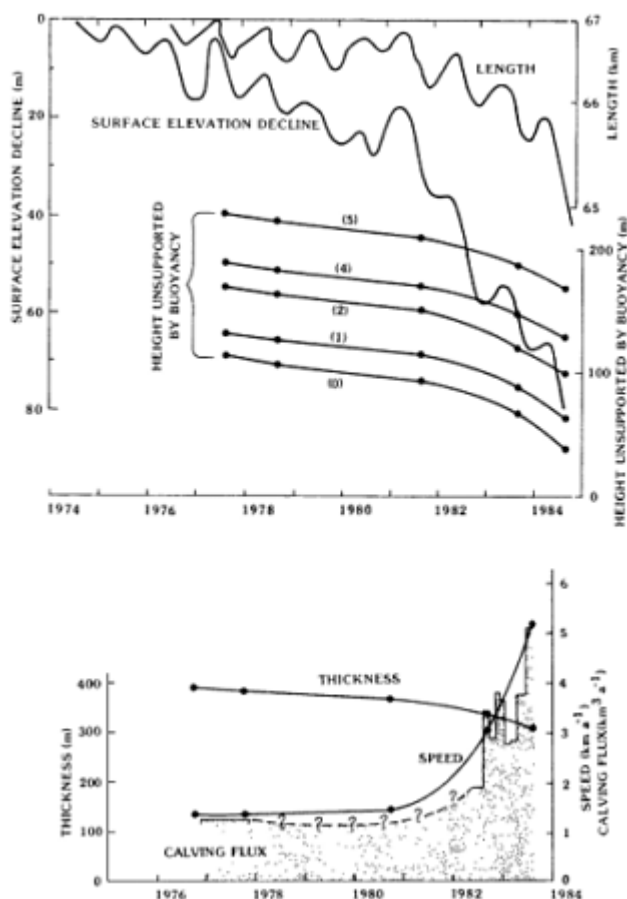 0
20
40
60
80
SURFACE ELEVATION DECLINE (m)
67
66
65
LENGTH (km)
200
100
0
HEIGHT UNSUPPORTED BY BUOYANCY (m)
LENGTH
SURFACE ELEVATION DECLINE
HEIGHT UNSUPPORTED
BY BUOYANCY
(5)
(4)
(2)
(1)
(0)
1974 1976 1978 1980 1982 1984
400
300
200
100
0
THICKNESS (m)
6
5
4
3
2
1
0
SPEED (km a⁻¹)
CALVING FLUX(km³ a⁻¹)
THICKNESS
SPEED
? ? ? ? ? ?
CALVING FLUX
1976 1978 1980 1982 1984